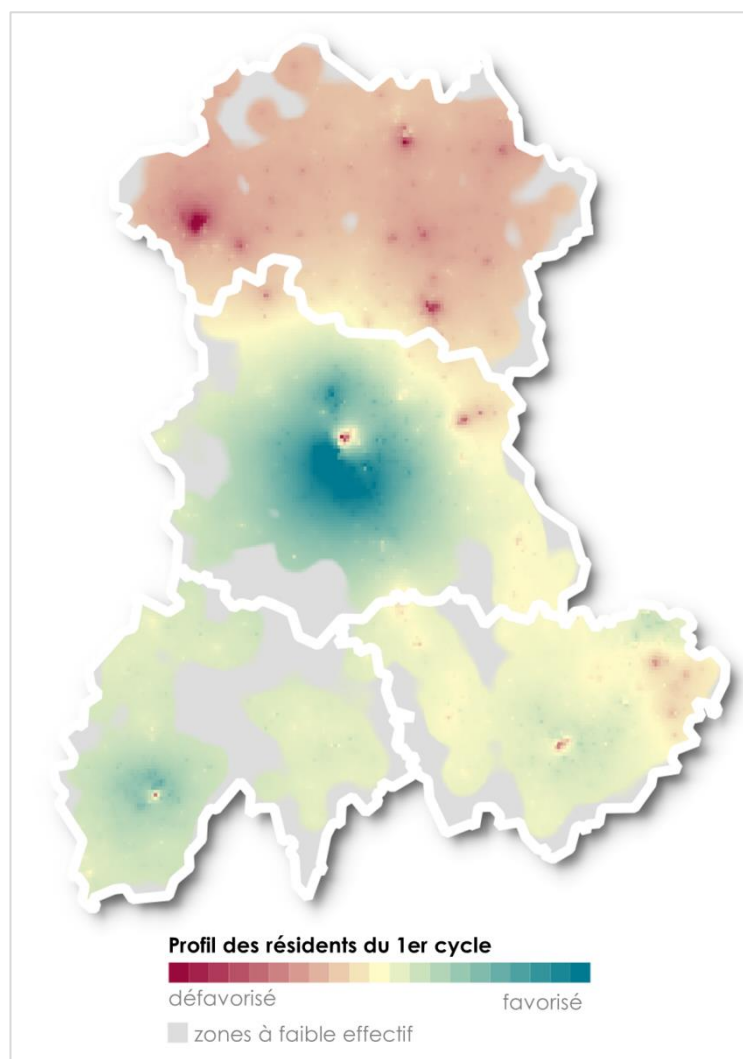 Profil des résidents du 1er cycle
défavorisé favorisé
zones à faible effectif